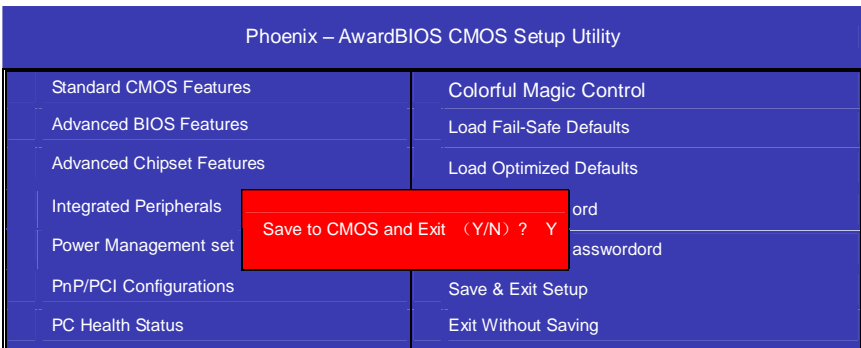 Phoenix – AwardBIOS CMOS Setup Utility
Standard CMOS Features
Advanced BIOS Features
Advanced Chipset Features
Integrated Peripherals
Power Management set
PnP/PCI Configurations
PC Health Status
Colorful Magic Control
Load Fail-Safe Defaults
Load Optimized Defaults
ord
asswordord
Save & Exit Setup
Exit Without Saving
Save to CMOS and Exit （Y/N）? Y